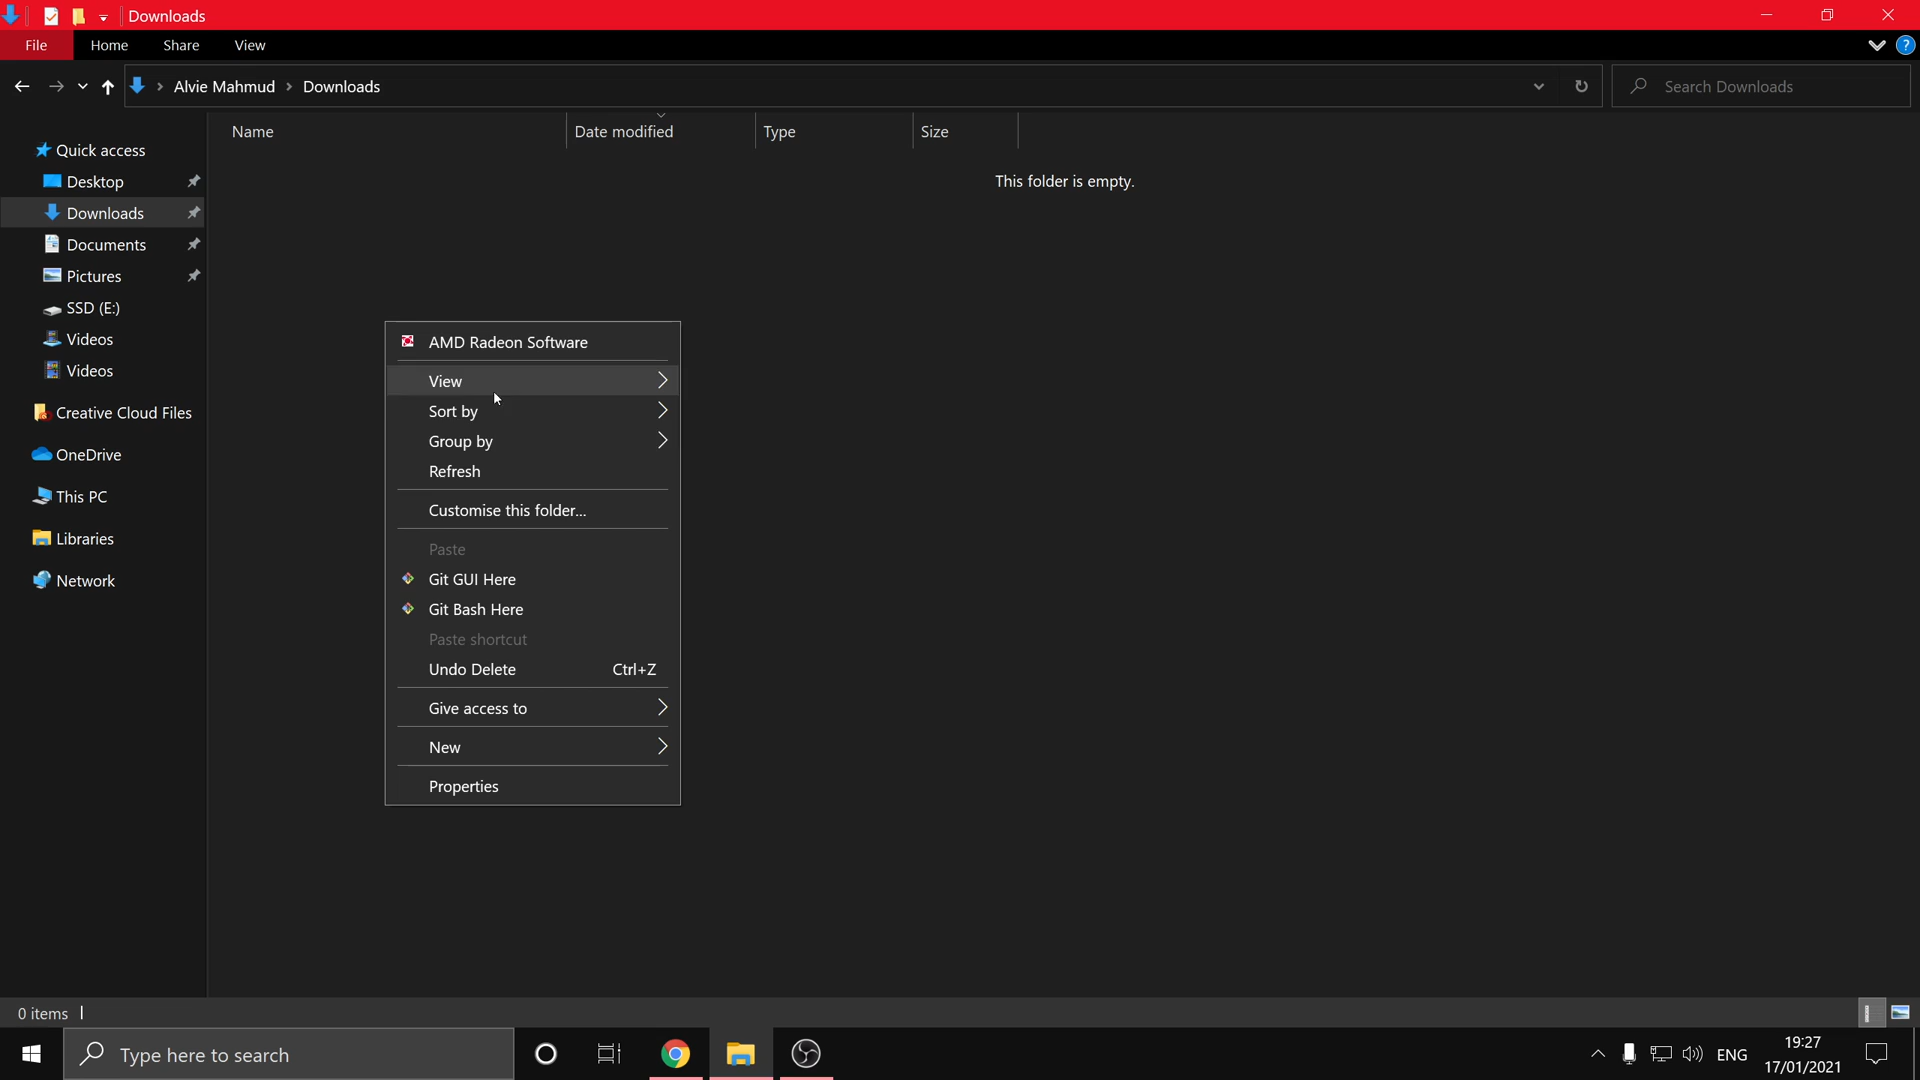 Downloads
File Home Share View
Alvie Mahmud > Downloads
Search Downloads
Name Date modified Type Size
This folder is empty.
Quick access
Desktop
Downloads
Documents
Pictures
SSD (E:)
Videos
Videos
Creative Cloud Files
OneDrive
This PC
Libraries
Network
AMD Radeon Software
View
Sort by
Group by
Refresh
Customise this folder...
Paste
Git GUI Here
Git Bash Here
Paste shortcut
Undo Delete Ctrl+Z
Give access to
New
Properties
0 items
Type here to search
ENG
19:27
17/01/2021